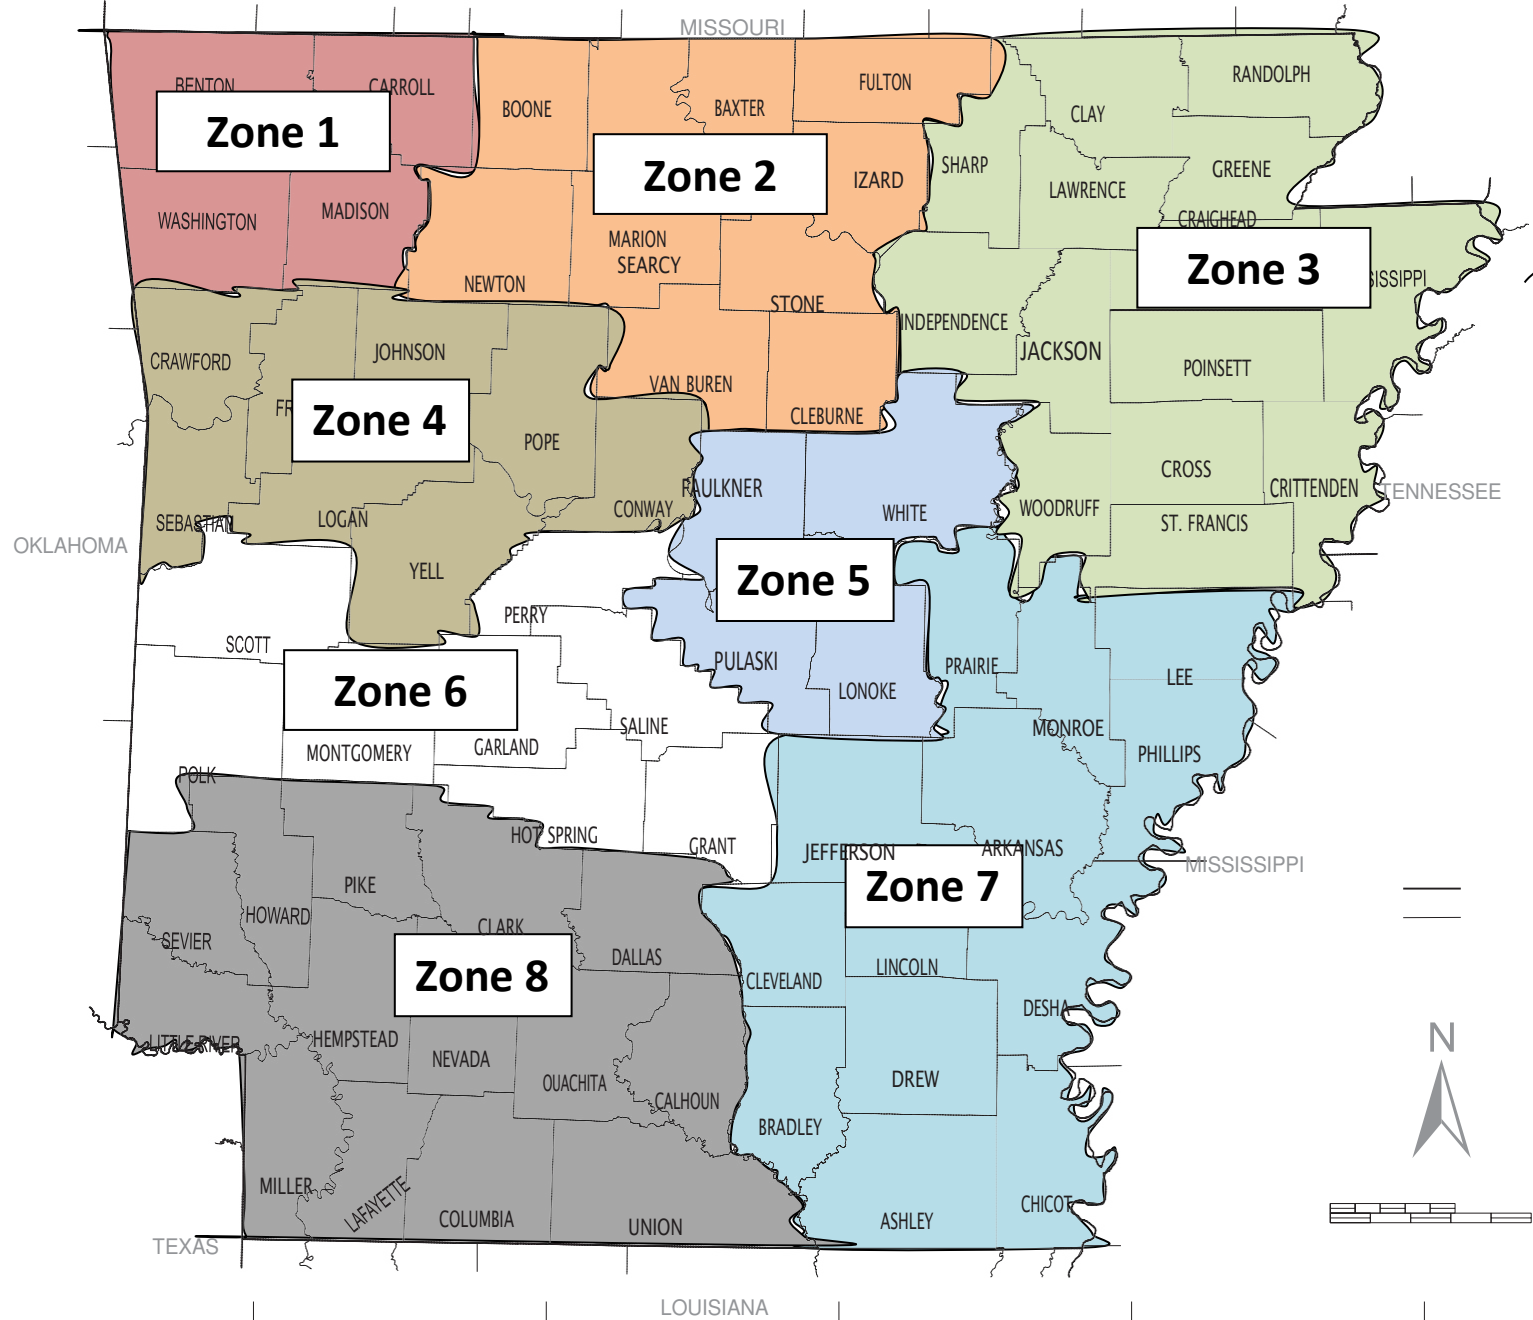 MISSOURI
BENTON
CARROLL
BOONE
BAXTER
FULTON
CLAY
RANDOLPH
Zone 1
Zone 2
IZARD
SHARP
LAWRENCE
GREENE
WASHINGTON
MADISON
CRAIGHEAD
MARION
SEARCY
NEWTON
STONE
Zone 3
SISSIPPI
INDEPENDENCE
JACKSON
POINSETT
CRAWFORD
JOHNSON
FR
Zone 4
VAN BUREN
CLEBURNE
POPE
CROSS
CRITTENDEN
TENNESSEE
FAULKNER
WHITE
WOODRUFF
ST. FRANCIS
SEBASTIAN
LOGAN
CONWAY
OKLAHOMA
YELL
Zone 5
PERRY
SCOTT
PULASKI
LONOKE
PRAIRIE
LEE
Zone 6
SALINE
MONROE
MONTGOMERY
GARLAND
PHILLIPS
POLK
HOT SPRING
GRANT
JEFFERSON
ARKANSAS
MISSISSIPPI
PIKE
Zone 7
HOWARD
CLARK
SEVIER
DALLAS
Zone 8
CLEVELAND
LINCOLN
DESHA
LITTLE RIVER
HEMPSTEAD
NEVADA
OUACHITA
CALHOUN
DREW
N
BRADLEY
MILLER
LAFAYETTE
COLUMBIA
UNION
ASHLEY
CHICOT
TEXAS
LOUISIANA